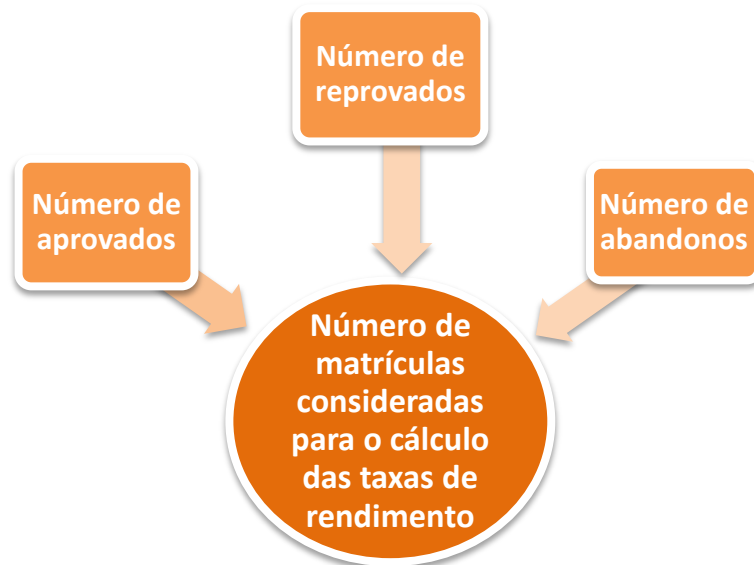 Número de
reprovados
Número de
aprovados
Número de
abandonos
Número de
matrículas
consideradas
para o cálculo
das taxas de
rendimento